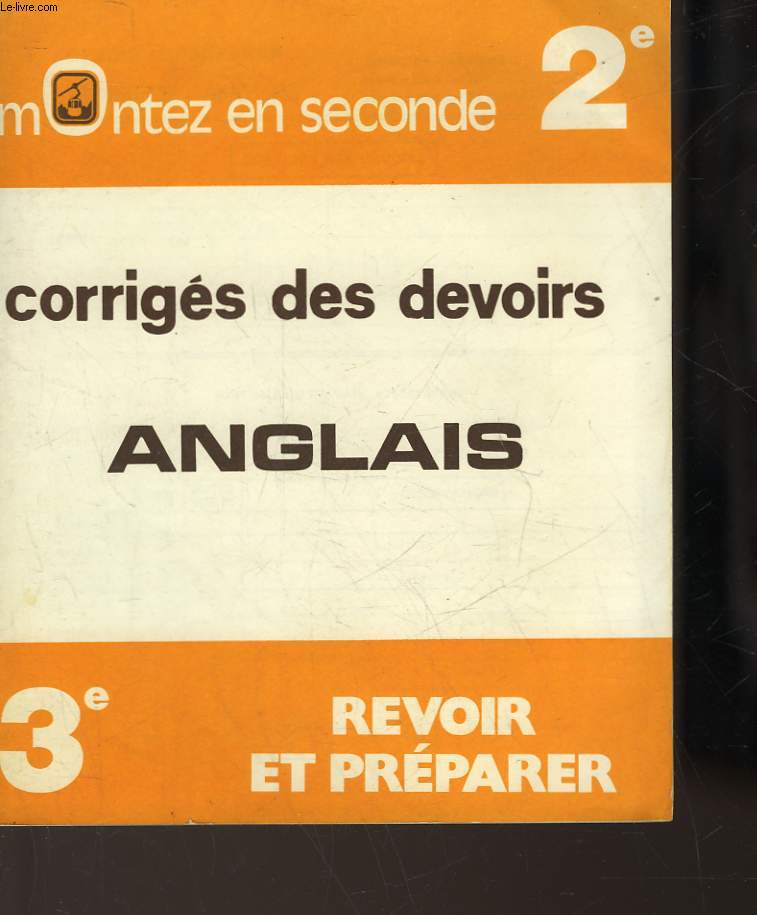 Le-livre.com
2e
montez en seconde
corrigés des devoirs
ANGLAIS
3e
REVOIR
ET PRÉPARER